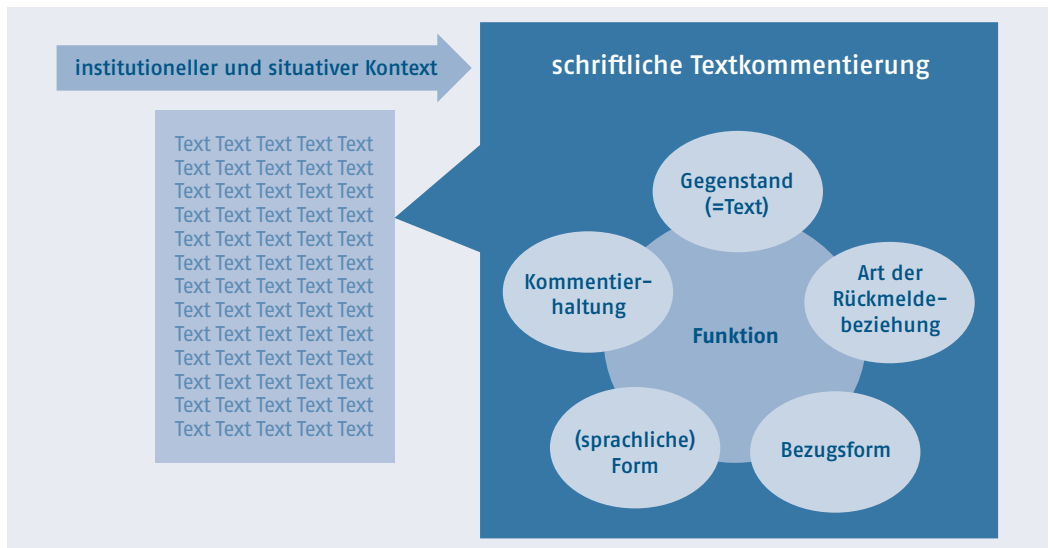 institutioneller und situativer Kontext
Text Text Text Text Text
Text Text Text Text Text
Text Text Text Text Text
Text Text Text Text Text
Text Text Text Text Text
Text Text Text Text Text
Text Text Text Text Text
Text Text Text Text Text
Text Text Text Text Text
Text Text Text Text Text
Text Text Text Text Text
Text Text Text Text Text
Text Text Text Text Text
schriftliche Textkommentierung
Gegenstand
(=Text)
Kommentier-
haltung
Art der
Rückmelde-
beziehung
Funktion
(sprachliche)
Form
Bezugsform